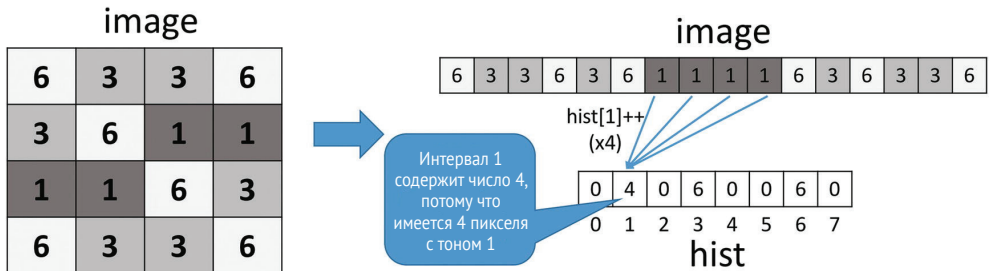 image
6 3 3 6
3 6 1 1
1 1 6 3
6 3 3 6
image
6 3 3 6 3 6 1 1 1 1 6 3 6 3 3 6
hist[1]++
(x4)
Интервал 1
содержит число 4,
потому что
имеется 4 пикселя
с тоном 1
0 4 0 6 0 0 6 0
0 1 2 3 4 5 6 7
hist